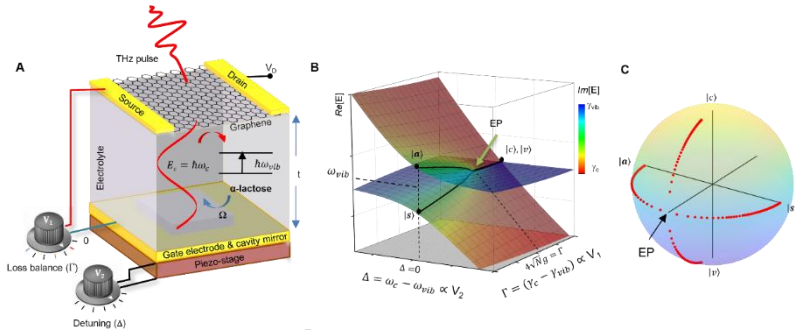 A
THz pulse
Source
Drain
V_D
Graphene
Electrolyte
E_c = ħω_c
ħω_vib
α-lactose
Ω
t
V_1
0
Loss balance (Γ)
Gate electrode & cavity mirror
Piezo-stage
V_2
Detuning (Δ)
B
Re[E]
Im[E]
γ_vib
γ_c
EP
|a⟩
|c⟩, |v⟩
ω_vib
|s⟩
Δ=0
Δ = ω_c − ω_vib ∝ V_2
4√Ng = Γ
Γ = (γ_c − γ_vib) ∝ V_1
C
|c⟩
|a⟩
|s⟩
EP
|v⟩